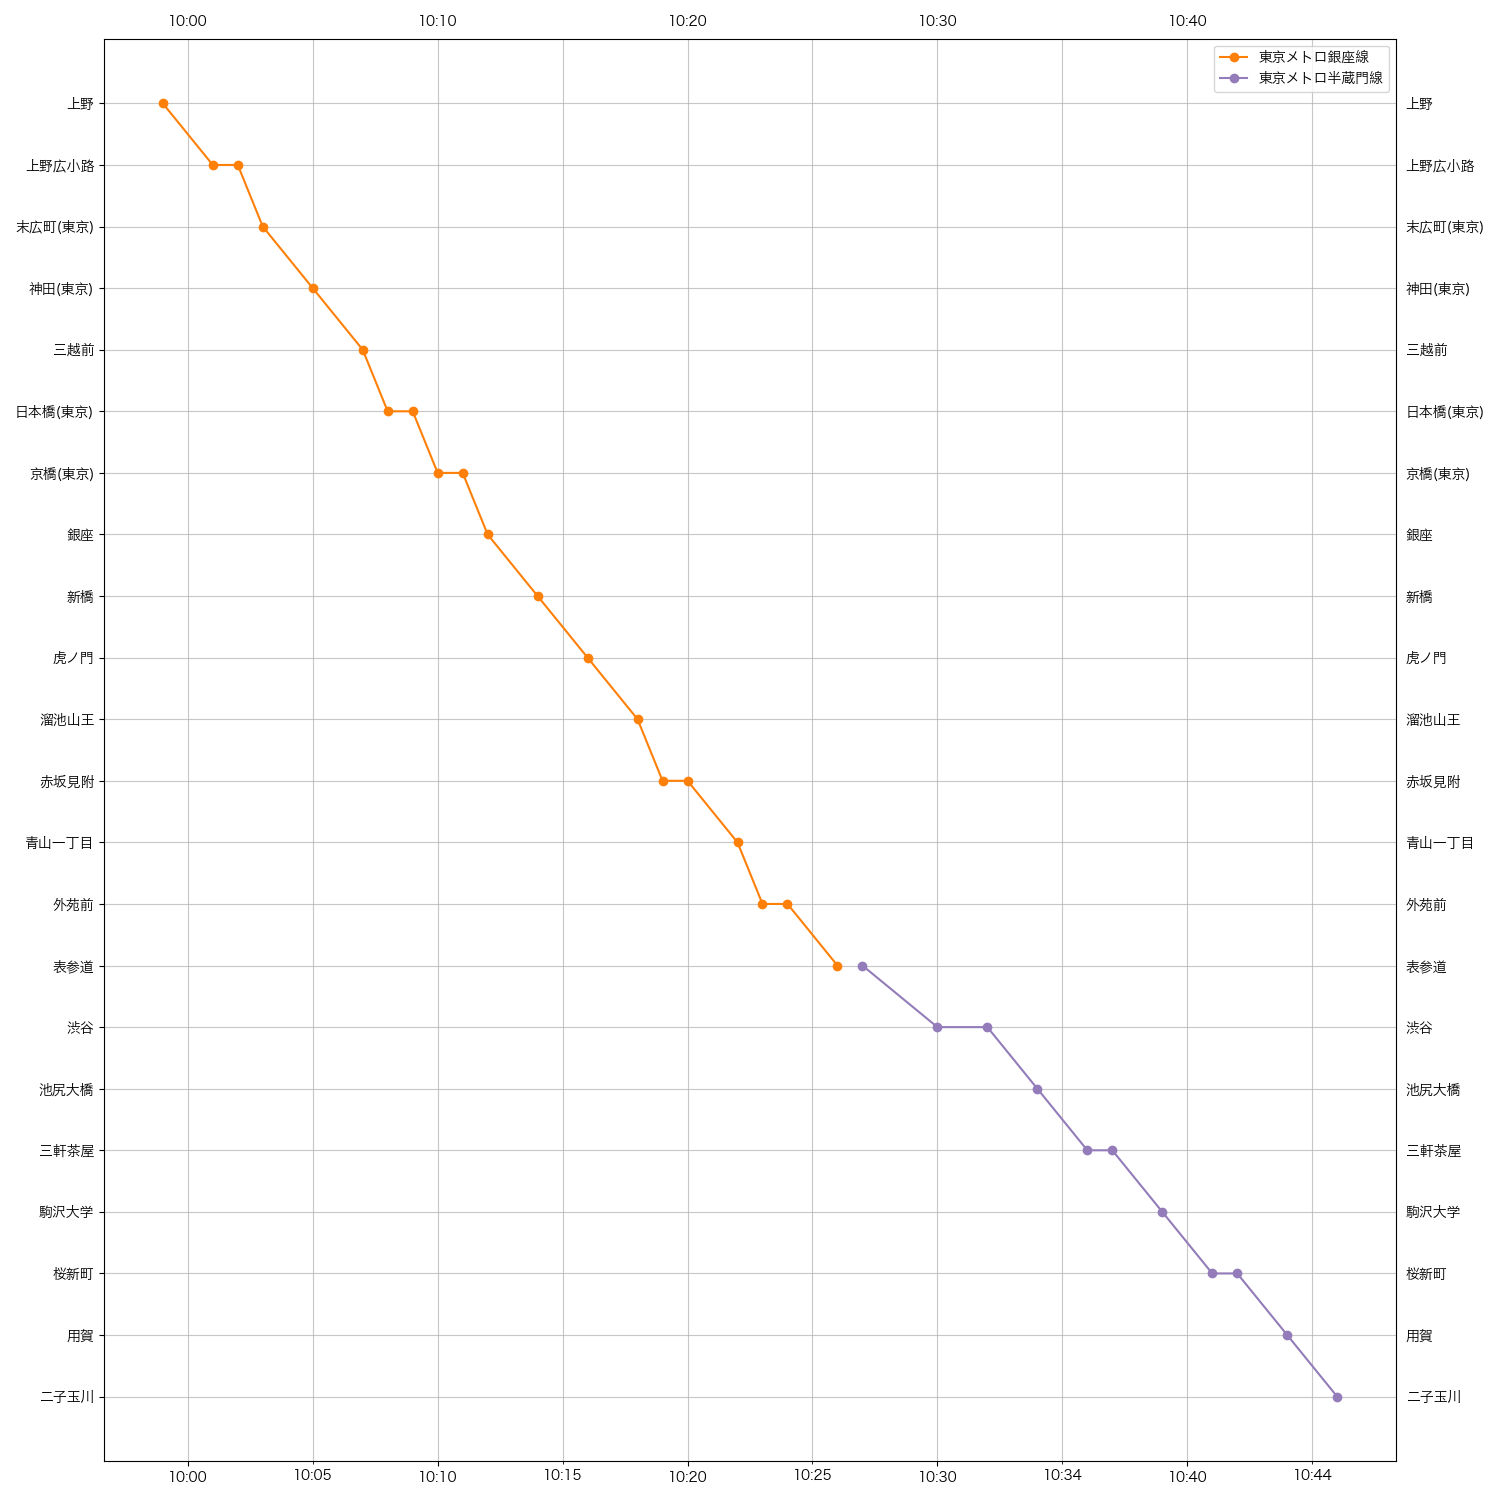 10:00 10:10 10:20 10:30 10:40
東京メトロ銀座線
東京メトロ半蔵門線
上野 上野
上野広小路 上野広小路
末広町(東京) 末広町(東京)
神田(東京) 神田(東京)
三越前 三越前
日本橋(東京) 日本橋(東京)
京橋(東京) 京橋(東京)
銀座 銀座
新橋 新橋
虎ノ門 虎ノ門
溜池山王 溜池山王
赤坂見附 赤坂見附
青山一丁目 青山一丁目
外苑前 外苑前
表参道 表参道
渋谷 渋谷
池尻大橋 池尻大橋
三軒茶屋 三軒茶屋
駒沢大学 駒沢大学
桜新町 桜新町
用賀 用賀
二子玉川 二子玉川
10:00 10:05 10:10 10:15 10:20 10:25 10:30 10:34 10:40 10:44